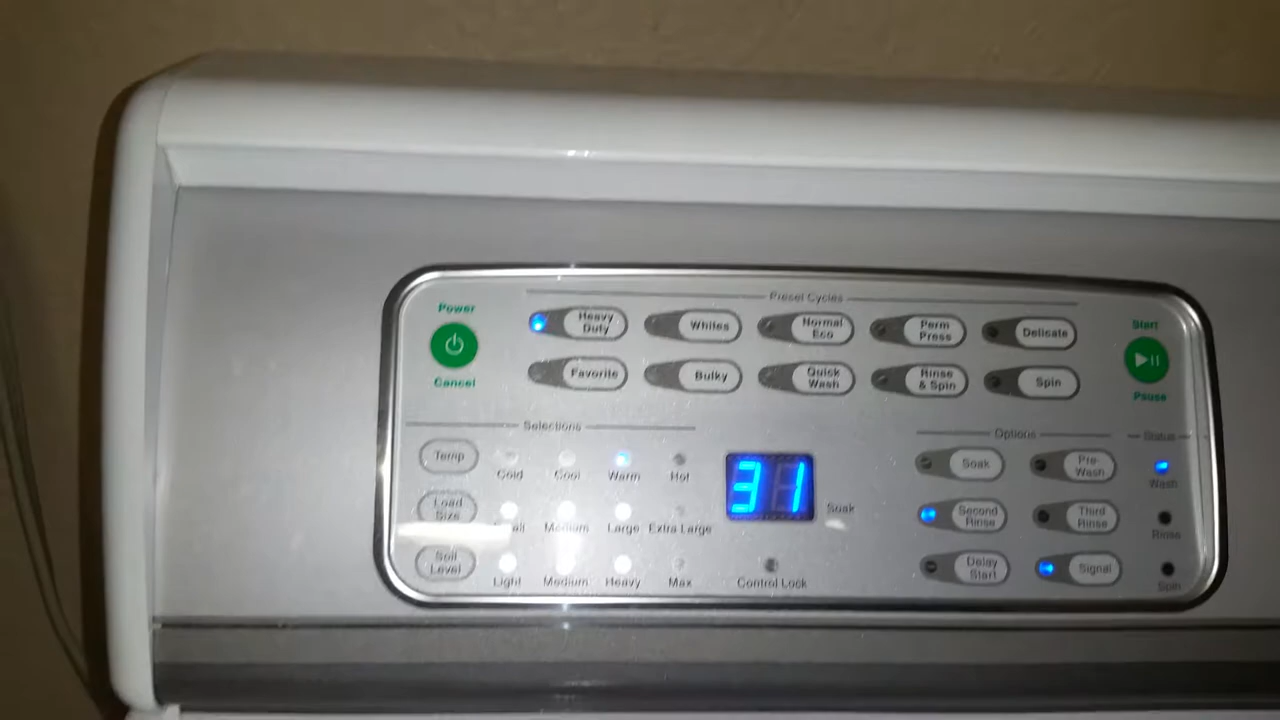 Preset Cycles
Power
Cancel
Heavy Duty
Whites
Normal Eco
Perm Press
Delicate
Start
Pause
Favorite
Bulky
Quick Wash
Rinse & Spin
Spin
Selections
Temp
Cold
Cool
Warm
Hot
Load Size
Medium
Large
Extra Large
Soil Level
Light
Medium
Heavy
Max
31
Soak
Control Lock
Options
Soak
Pre-Wash
Second Rinse
Third Rinse
Delay Start
Signal
Status
Wash
Rinse
Spin